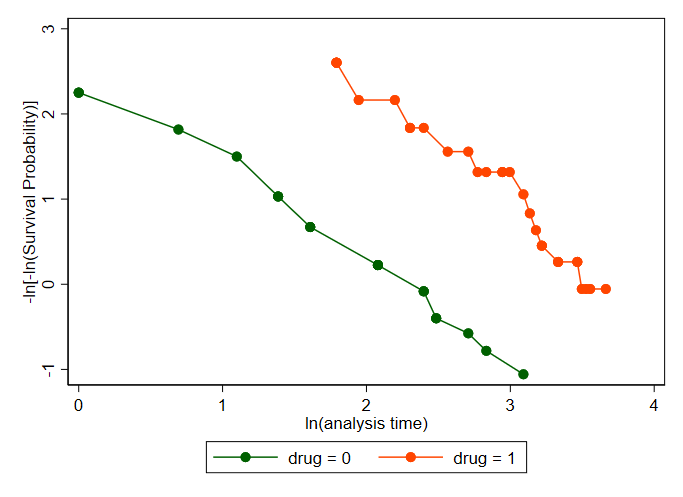 -ln[-ln(Survival Probability)]
3
2
1
0
-1
0 1 2 3 4
ln(analysis time)
drug = 0 drug = 1